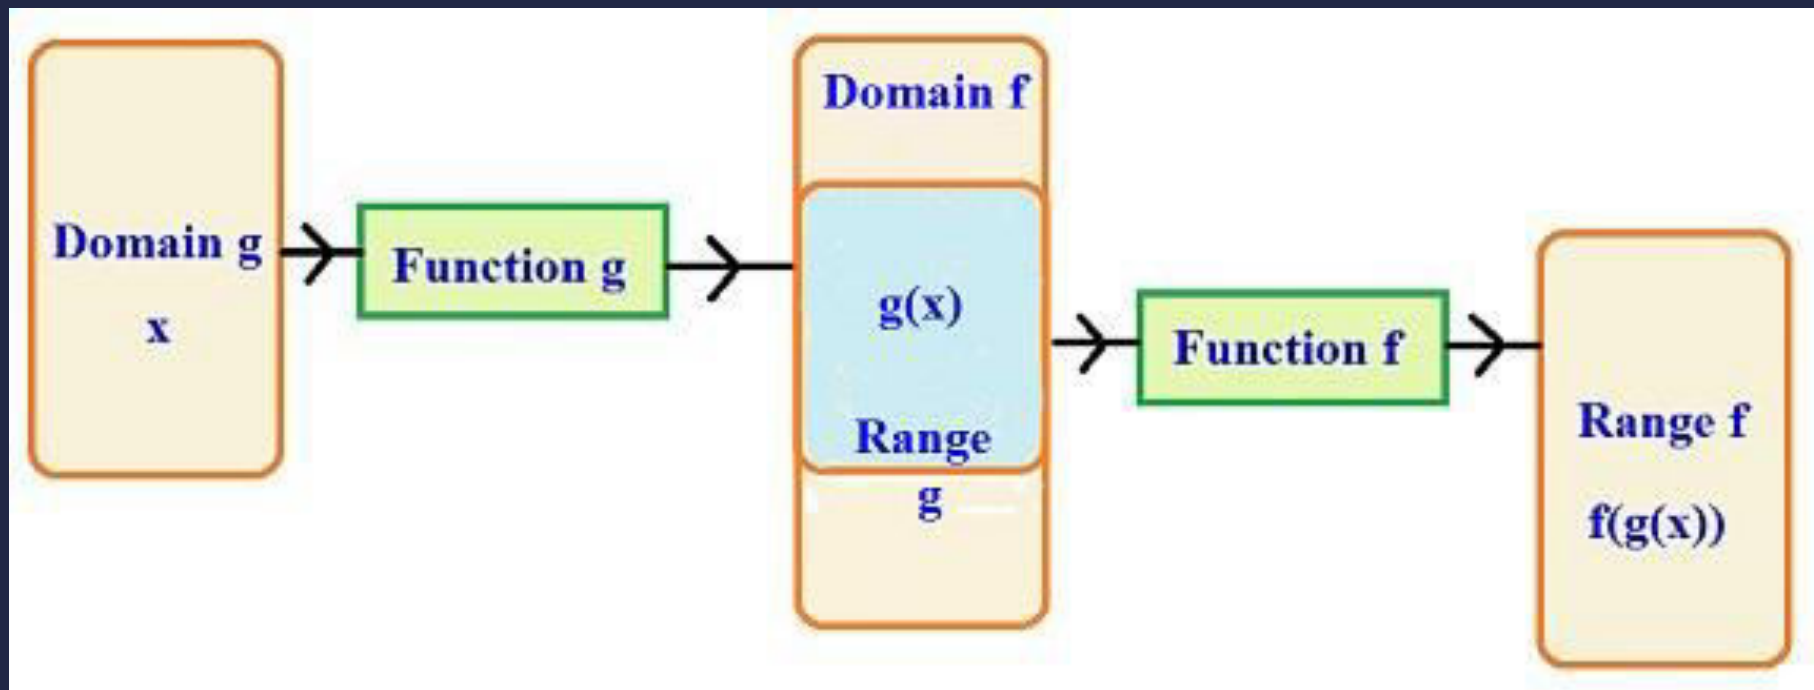 Domain g
x
Function g
Domain f
g(x)
Range
g
Function f
Range f
f(g(x))